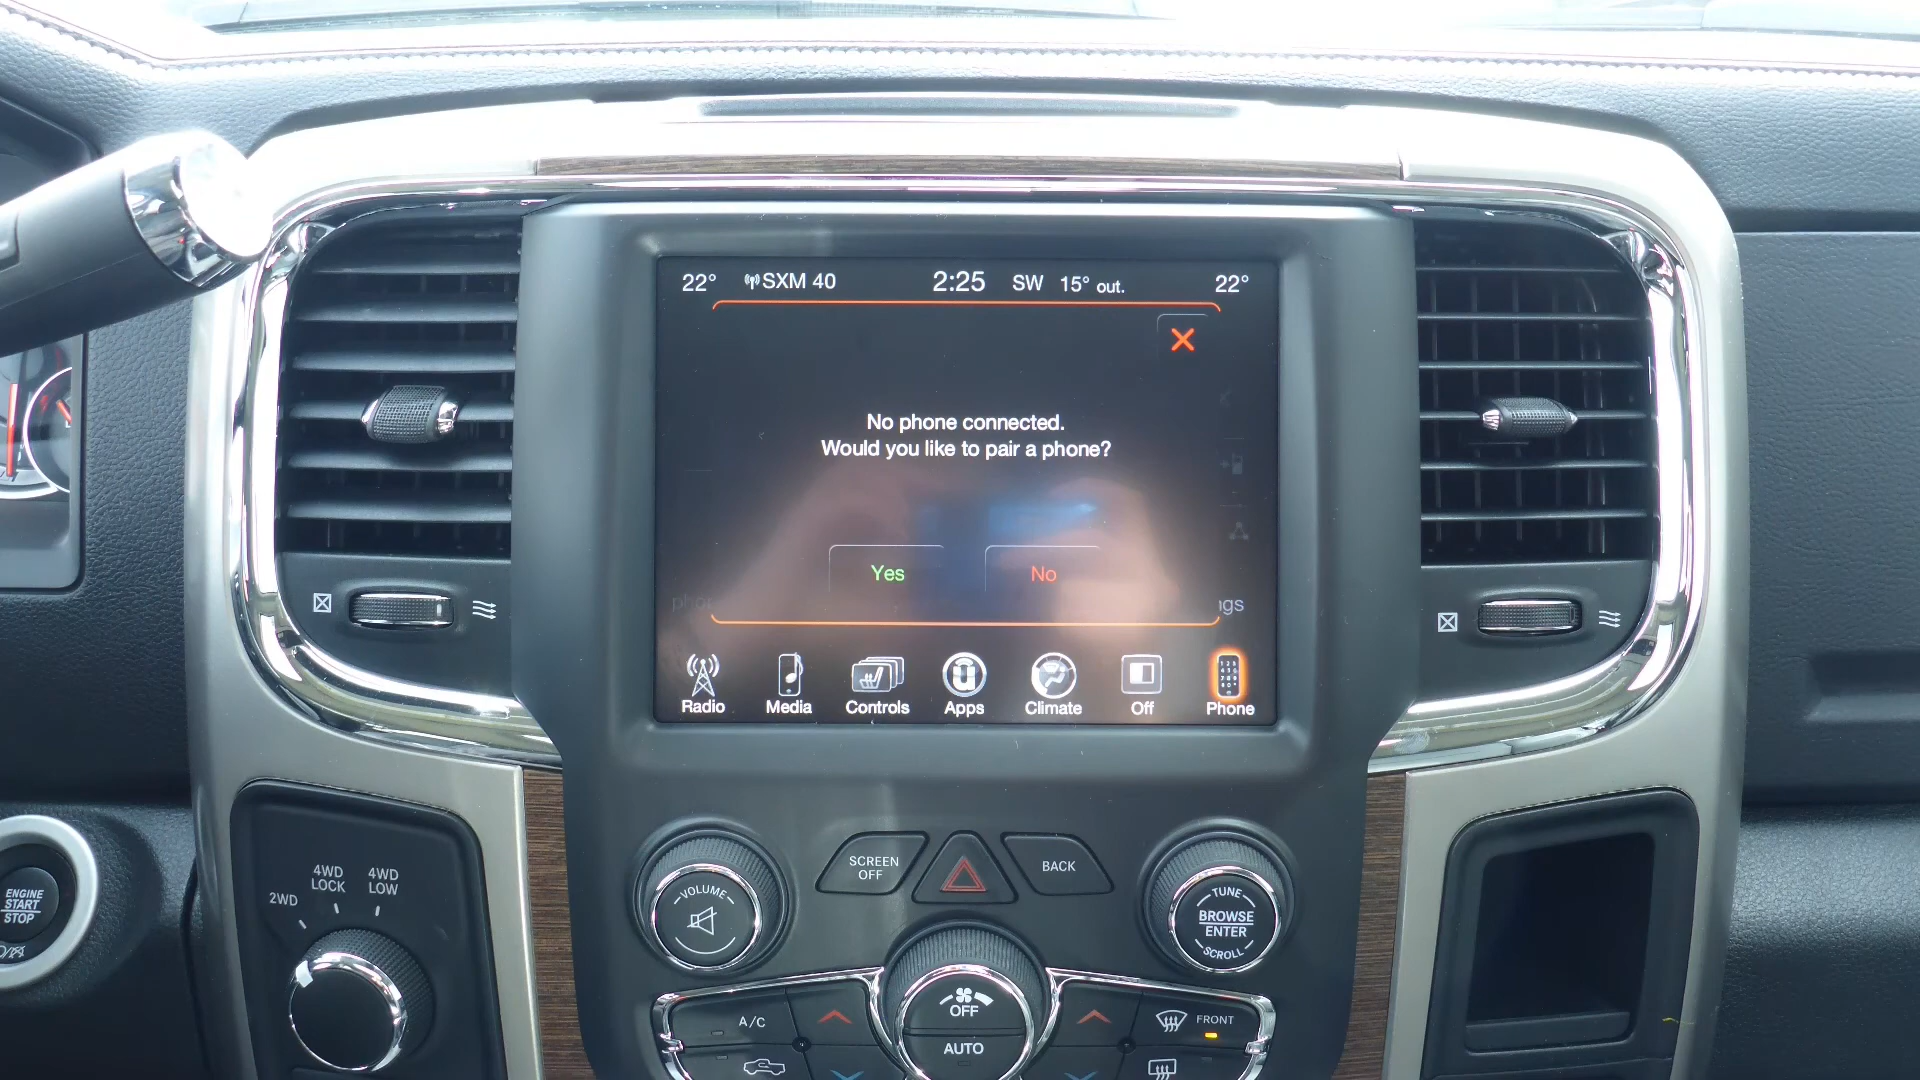 22° SXM 40 2:25 SW 15° out. 22°
No phone connected.
Would you like to pair a phone?
Yes No
ngs
Radio Media Controls Apps Climate Off Phone
SCREEN OFF
BACK
VOLUME
TUNE
BROWSE
ENTER
SCROLL
2WD
4WD LOCK
4WD LOW
ENGINE
START
STOP
OFF
AUTO
A/C
FRONT